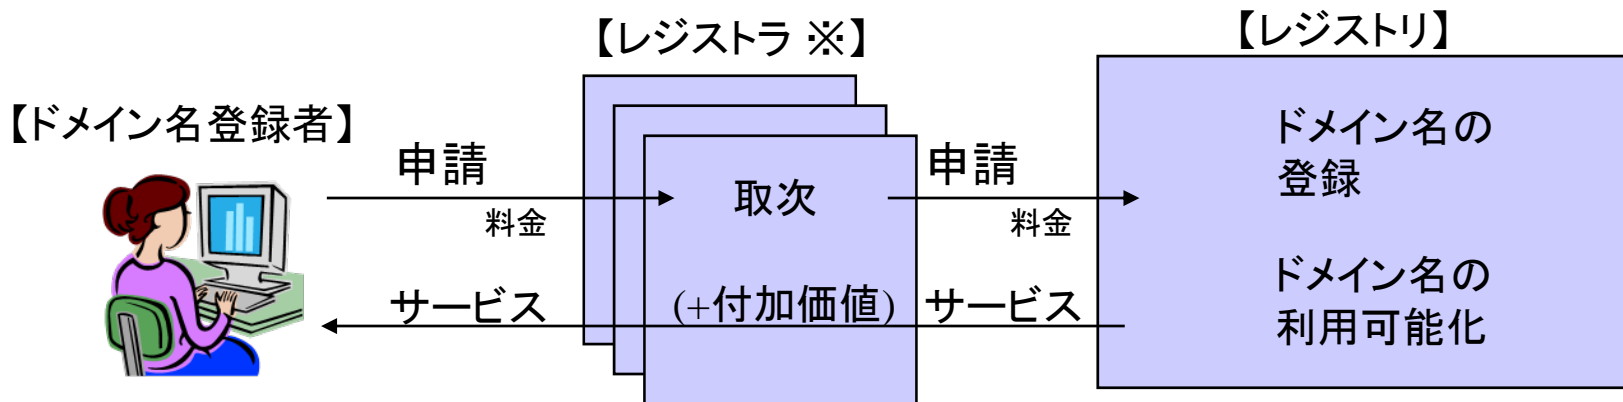 【レジストラ ※】
【レジストリ】
【ドメイン名登録者】
申請
料金
取次
申請
料金
ドメイン名の
登録
サービス
(+付加価値)
サービス
ドメイン名の
利用可能化